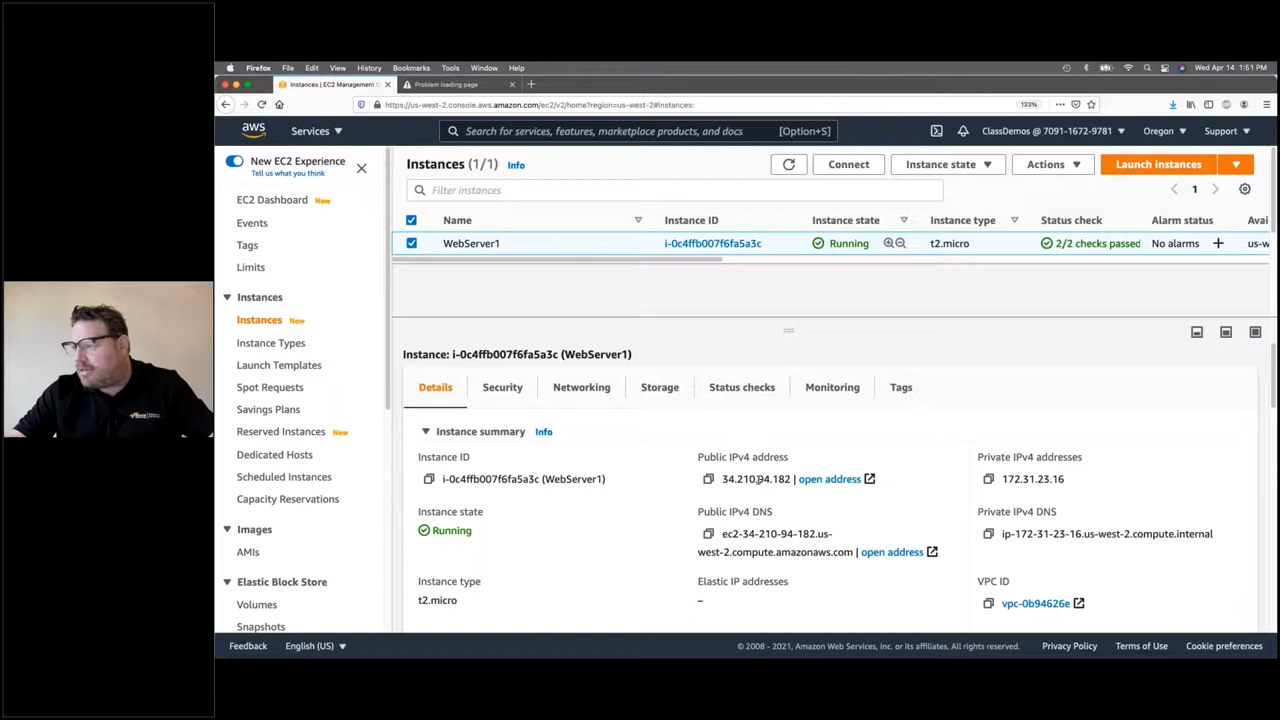 Firefox File Edit View History Bookmarks Tools Window Help Wed Apr 14 1:51 PM
Instances | EC2 Management Problem loading page
https://us-west-2.console.aws.amazon.com/ec2/v2/home?region=us-west-2#Instances: 133%
aws Services Search for services, features, marketplace products, and docs [Option+S] ClassDemos @ 7091-1672-9781 Oregon Support
New EC2 Experience
Tell us what you think
EC2 Dashboard New
Events
Tags
Limits
Instances
Instances New
Instance Types
Launch Templates
Spot Requests
Savings Plans
Reserved Instances New
Dedicated Hosts
Scheduled Instances
Capacity Reservations
Images
AMIs
Elastic Block Store
Volumes
Snapshots
Instances (1/1) Info Connect Instance state Actions Launch instances
Filter instances 1
Name Instance ID Instance state Instance type Status check Alarm status Avai
WebServer1 i-0c4ffb007f6fa5a3c Running t2.micro 2/2 checks passed No alarms + us-w
Instance: i-0c4ffb007f6fa5a3c (WebServer1)
Details Security Networking Storage Status checks Monitoring Tags
Instance summary Info
Instance ID
i-0c4ffb007f6fa5a3c (WebServer1)
Public IPv4 address
34.210.94.182 | open address
Private IPv4 addresses
172.31.23.16
Instance state
Running
Public IPv4 DNS
ec2-34-210-94-182.us-
west-2.compute.amazonaws.com | open address
Private IPv4 DNS
ip-172-31-23-16.us-west-2.compute.internal
Instance type
t2.micro
Elastic IP addresses
–
VPC ID
vpc-0b94626e
Feedback English (US) © 2008 - 2021, Amazon Web Services, Inc. or its affiliates. All rights reserved. Privacy Policy Terms of Use Cookie preferences